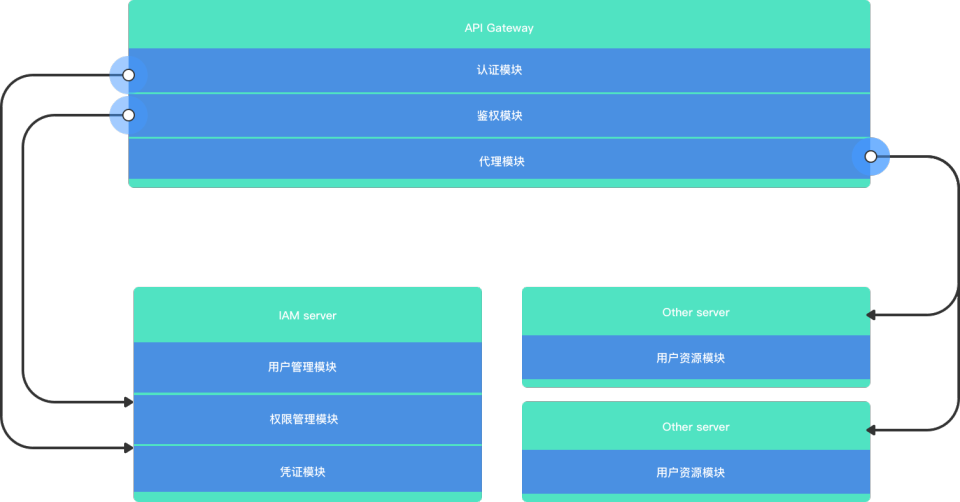 API Gateway
认证模块
鉴权模块
代理模块
IAM server
用户管理模块
权限管理模块
凭证模块
Other server
用户资源模块
Other server
用户资源模块